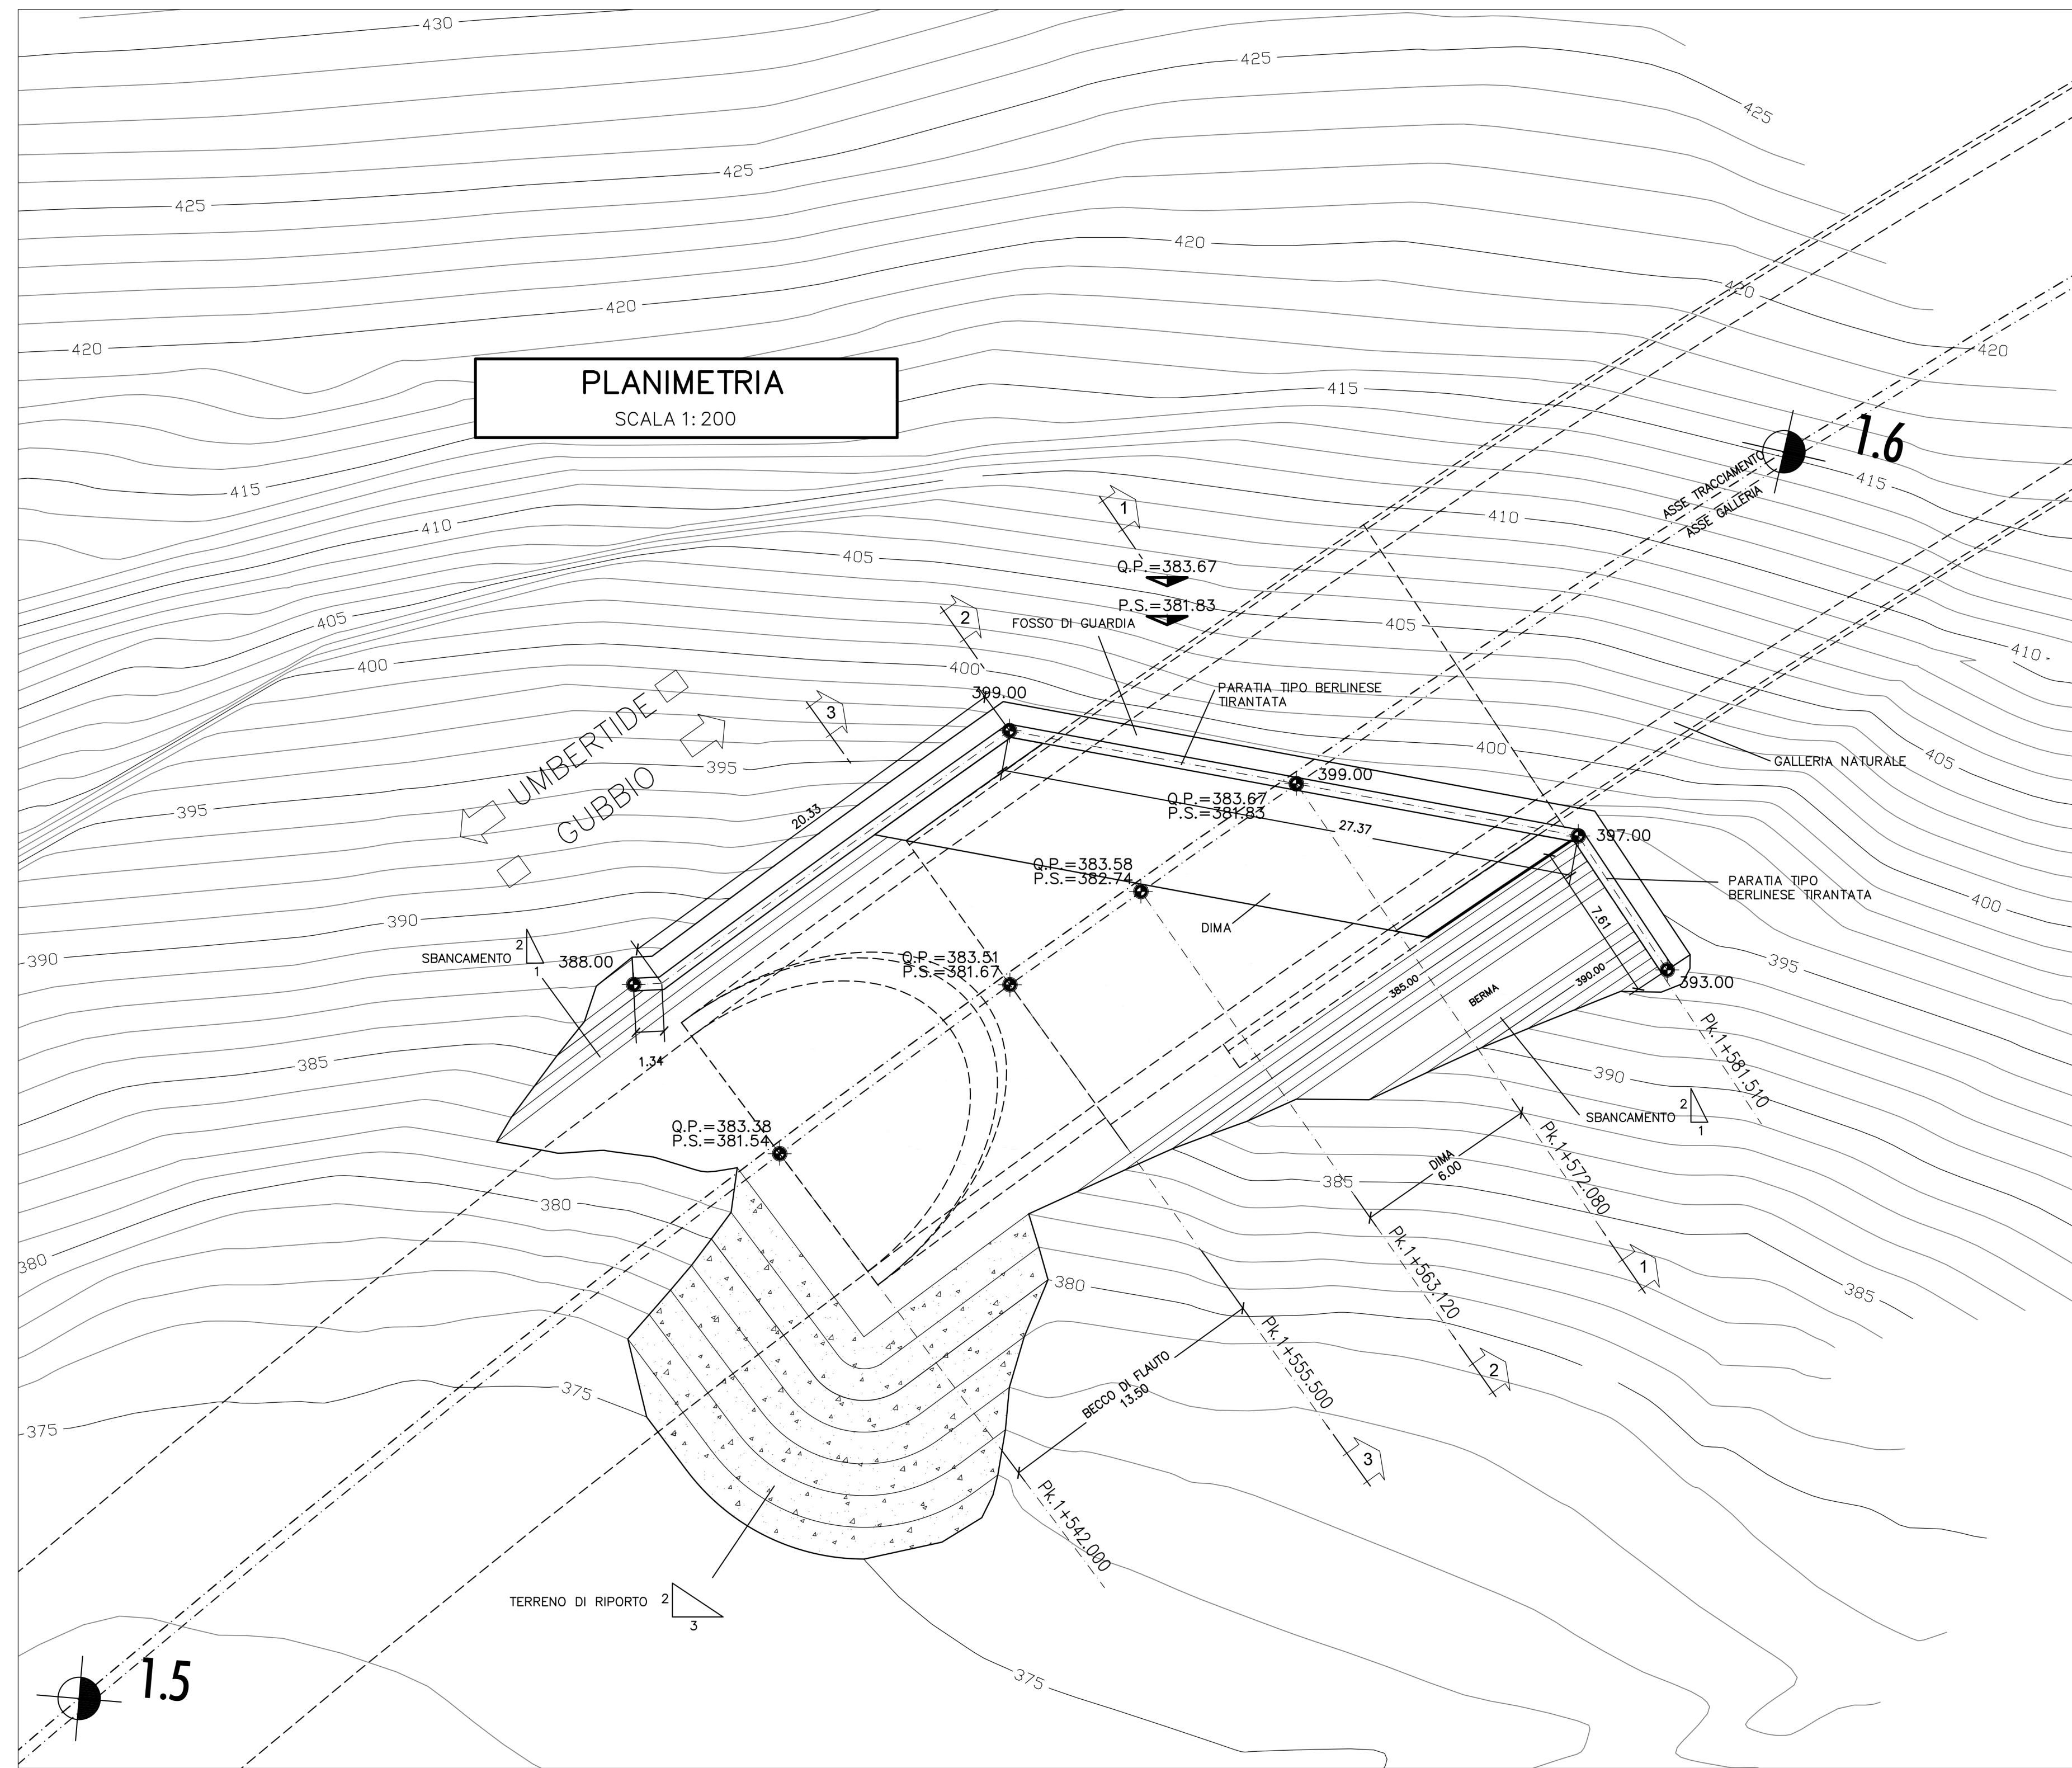 430
425
425
425
425
420
420
420
420
420
PLANIMETRIA
SCALA 1: 200
415
415
415
1.6
ASSE TRACCIAMENTO
ASSE GALLERIA
410
410
410
1
Q.P.=383.67
P.S.=381.83
2
FOSSO DI GUARDIA
405
405
405
405
400
400
400
400
399.00
PARATIA TIPO BERLINESE
TIRANTATA
3
UMBERTIDE
GUBBIO
GALLERIA NATURALE
395
395
395
20.33
399.00
Q.P.=383.67
P.S.=381.83
27.37
397.00
Q.P.=383.58
P.S.=382.74
PARATIA TIPO
BERLINESE TIRANTATA
7.61
DIMA
390
390
390
SBANCAMENTO
2
1
388.00
Q.P.=383.51
P.S.=381.67
385.00
390.00
BERMA
393.00
Pk.1+581.510
1.34
385
385
385
SBANCAMENTO
2
1
Q.P.=383.38
P.S.=381.54
DIMA
6.00
Pk.1+572.080
1
380
380
380
Pk.1+563.120
2
BECCO DI FLAUTO
13.50
Pk.1+555.500
3
375
375
375
Pk.1+542.000
TERRENO DI RIPORTO
2
3
1.5